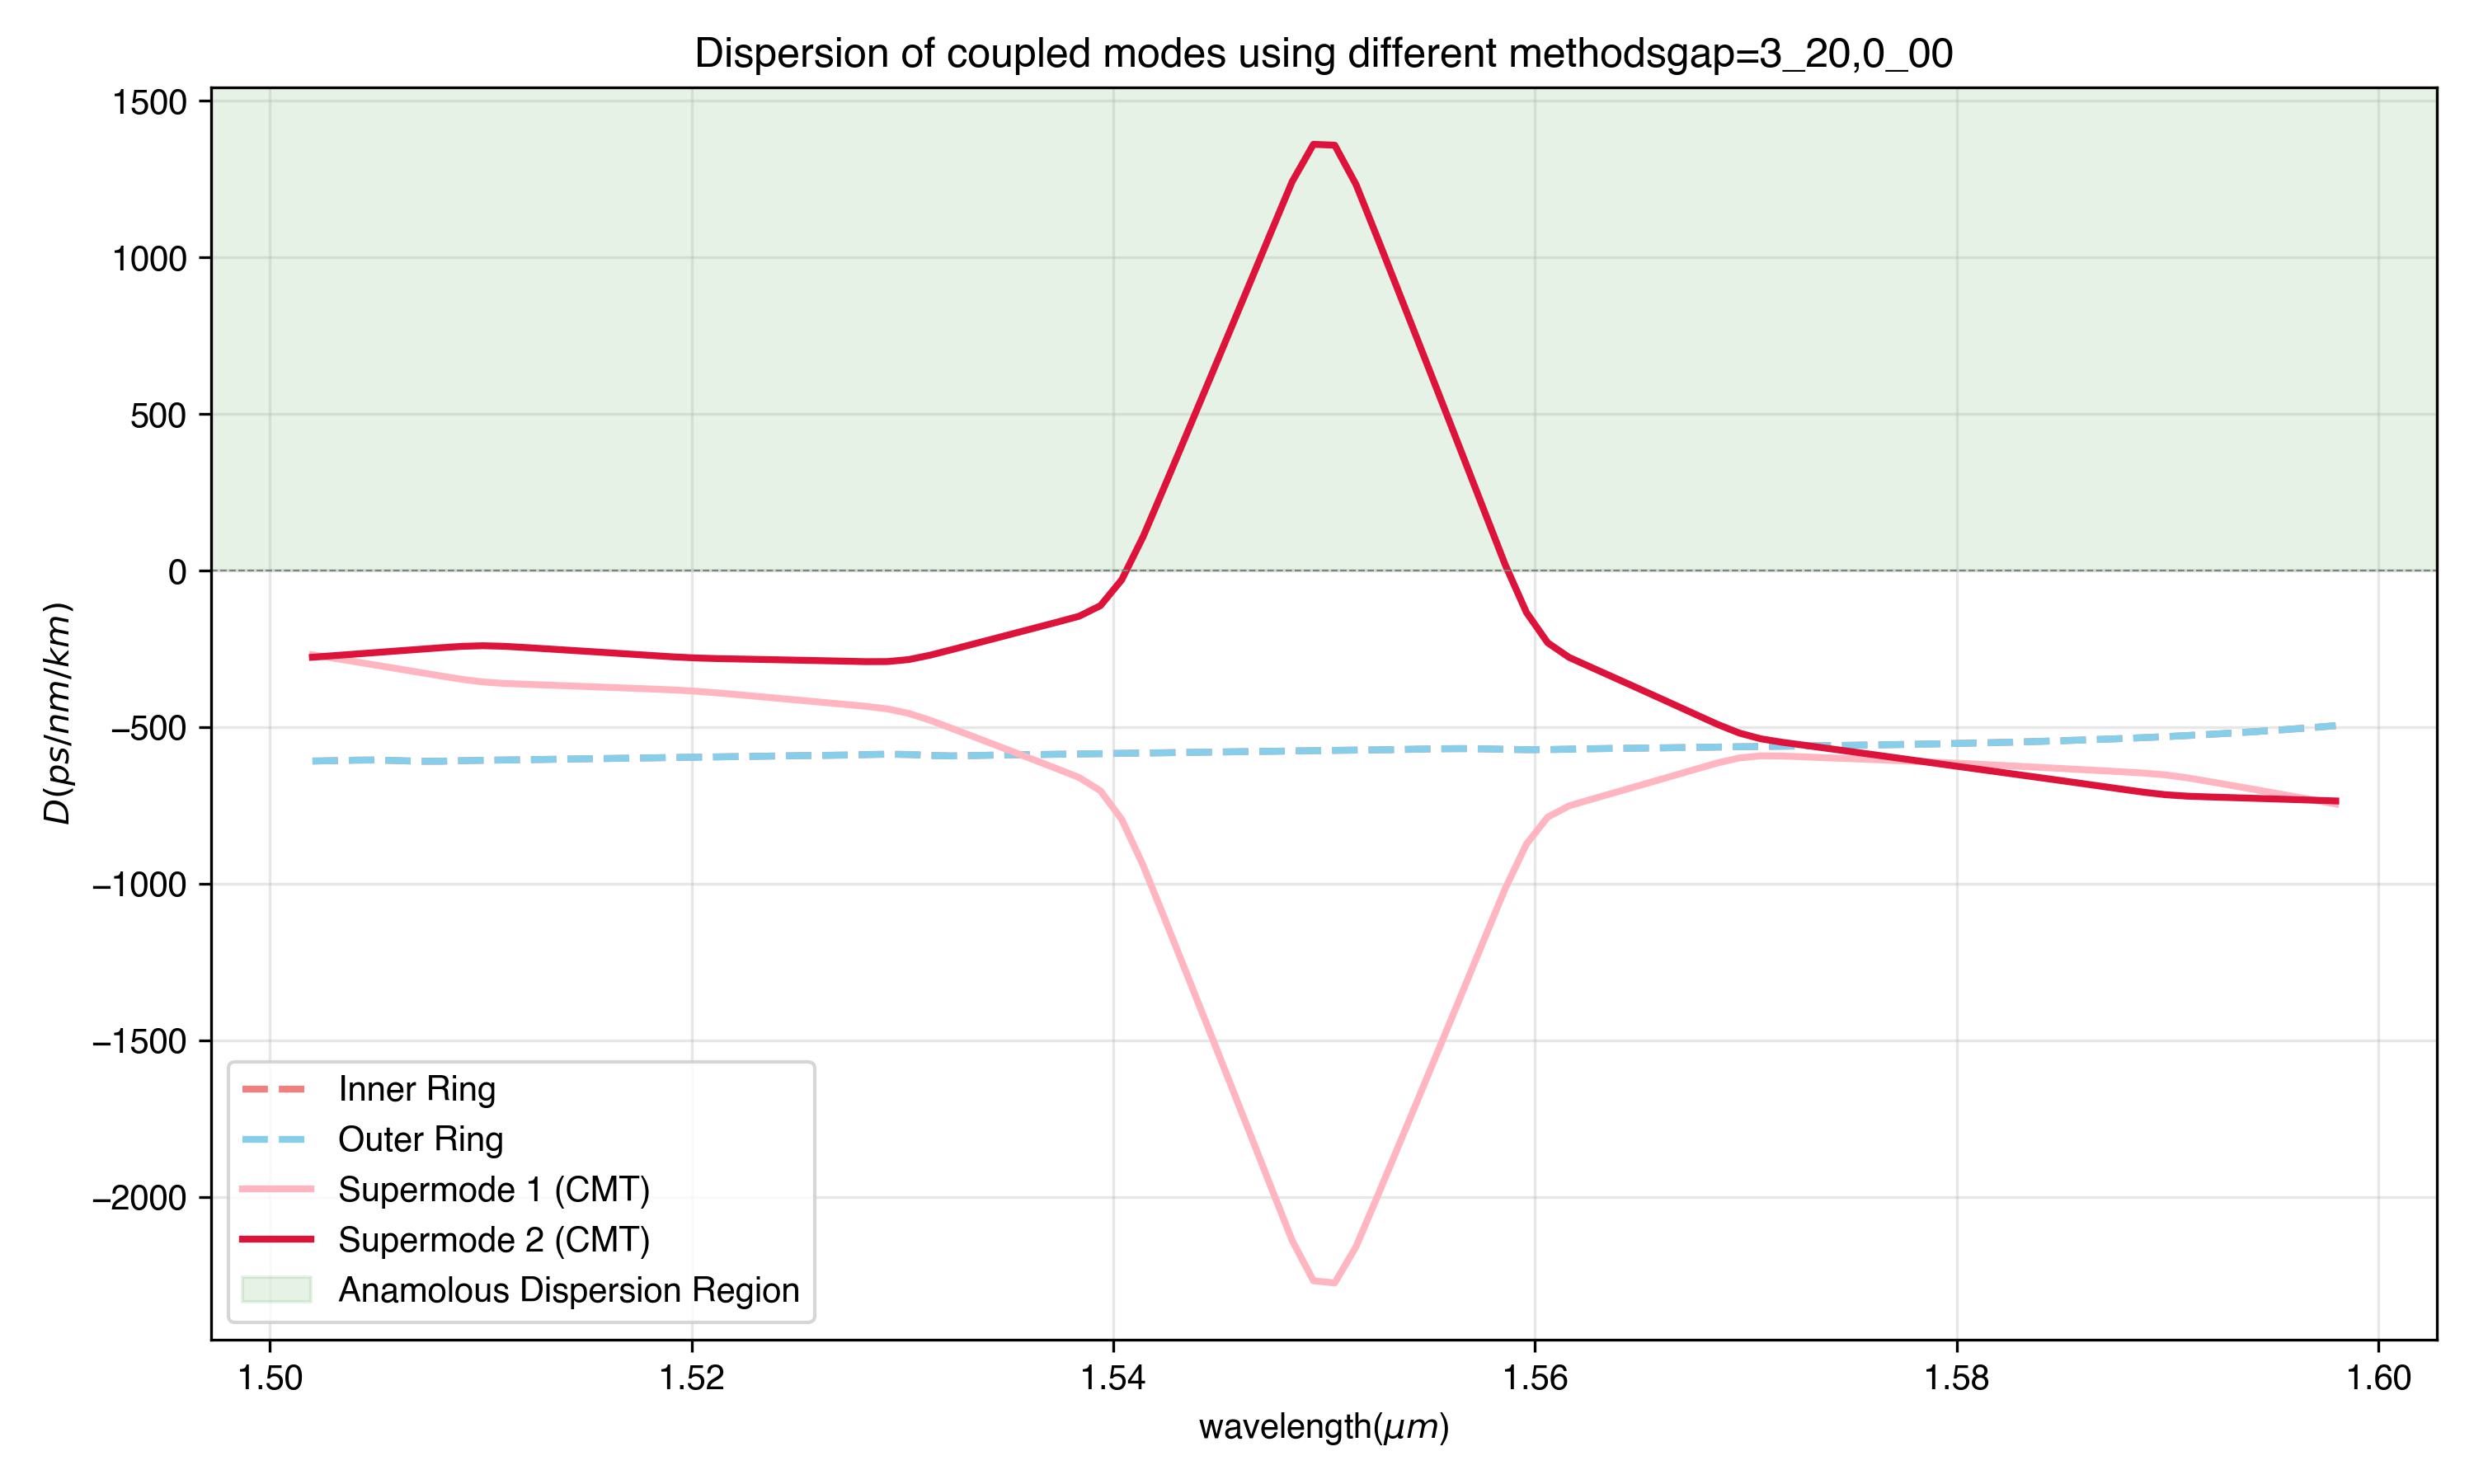 Dispersion of coupled modes using different methodsgap=3_20,0_00
1500
1000
500
0
−500
−1000
−1500
−2000
D(ps/nm/km)
Inner Ring
Outer Ring
Supermode 1 (CMT)
Supermode 2 (CMT)
Anamolous Dispersion Region
1.50 1.52 1.54 1.56 1.58 1.60
wavelength(μm)